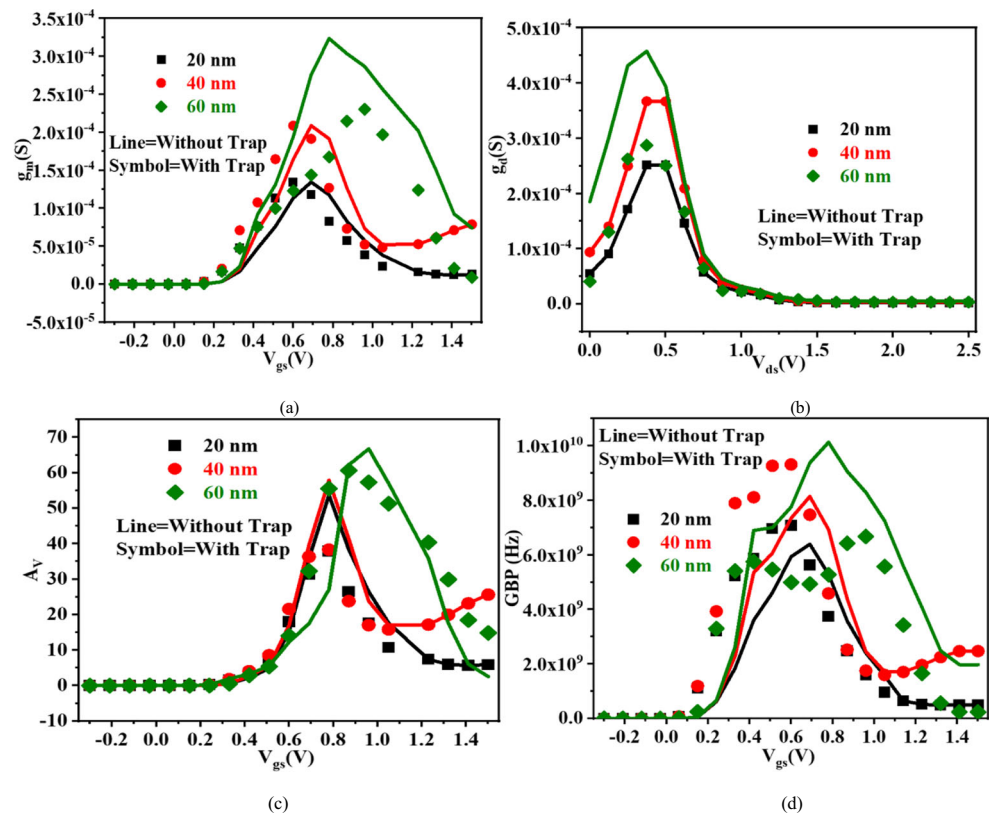 (a)
3.5x10⁻⁴
3.0x10⁻⁴
2.5x10⁻⁴
2.0x10⁻⁴
1.5x10⁻⁴
1.0x10⁻⁴
5.0x10⁻⁵
0.0
-5.0x10⁻⁵
gm(S)
20 nm
40 nm
60 nm
Line=Without Trap
Symbol=With Trap
-0.2 0.0 0.2 0.4 0.6 0.8 1.0 1.2 1.4
Vgs(V)
(a)
5.0x10⁻⁴
4.0x10⁻⁴
3.0x10⁻⁴
2.0x10⁻⁴
1.0x10⁻⁴
0.0
gd(S)
20 nm
40 nm
60 nm
Line=Without Trap
Symbol=With Trap
0.0 0.5 1.0 1.5 2.0 2.5
Vds(V)
(b)
70
60
50
40
30
20
10
0
-10
AV
20 nm
40 nm
60 nm
Line=Without Trap
Symbol=With Trap
-0.2 0.0 0.2 0.4 0.6 0.8 1.0 1.2 1.4
Vgs(V)
(c)
1.0x10¹⁰
8.0x10⁹
6.0x10⁹
4.0x10⁹
2.0x10⁹
0.0
GBP (Hz)
Line=Without Trap
Symbol=With Trap
20 nm
40 nm
60 nm
-0.2 0.0 0.2 0.4 0.6 0.8 1.0 1.2 1.4
Vgs(V)
(d)